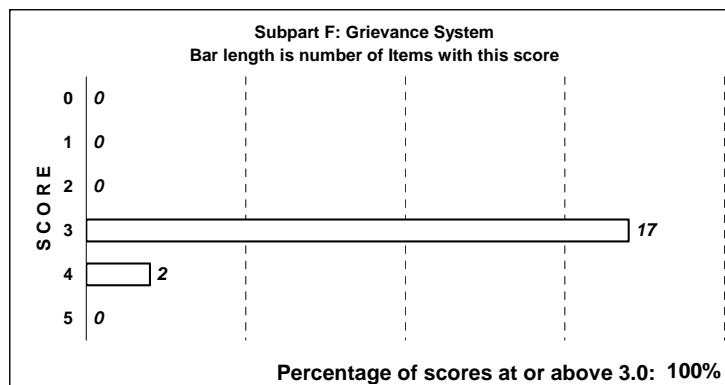 Subpart F: Grievance System
Bar length is number of Items with this score
SCORE
0 0
1 0
2 0
3 17
4 2
5 0
Percentage of scores at or above 3.0: 100%